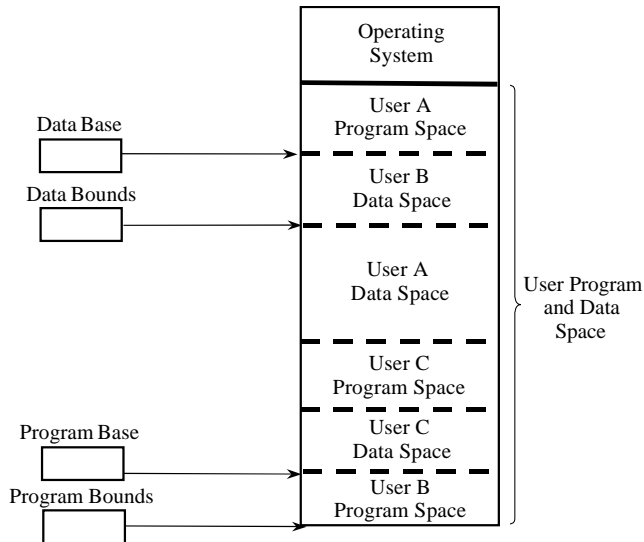 Operating
System
User A
Program Space
Data Base
User B
Data Space
Data Bounds
User A
Data Space
User Program
and Data
Space
User C
Program Space
Program Base
User C
Data Space
Program Bounds
User B
Program Space